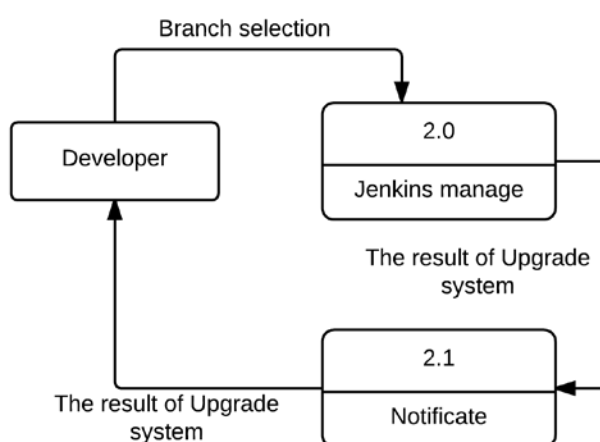 Branch selection
Developer
2.0
Jenkins manage
The result of Upgrade
system
2.1
Notificate
The result of Upgrade
system